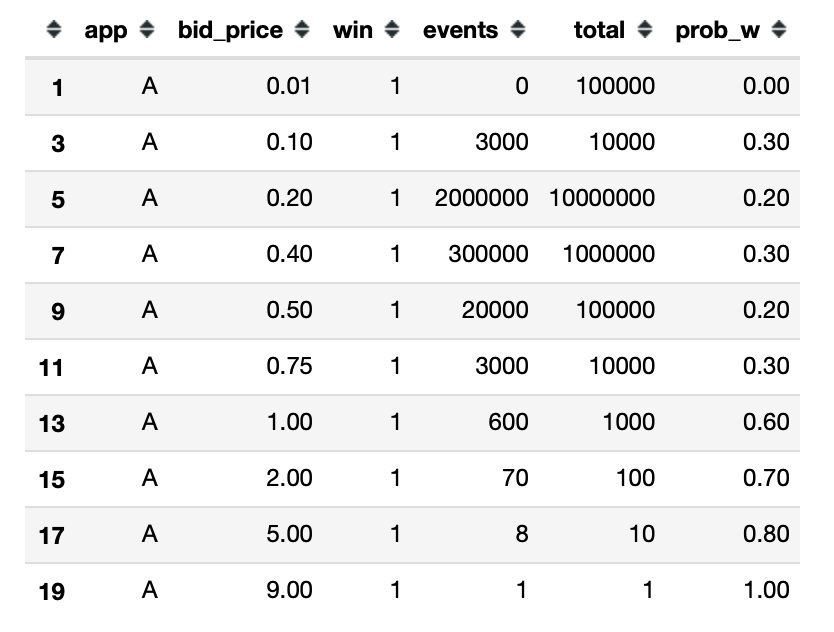 app bid_price win events total prob_w
1 A 0.01 1 0 100000 0.00
3 A 0.10 1 3000 10000 0.30
5 A 0.20 1 2000000 10000000 0.20
7 A 0.40 1 300000 1000000 0.30
9 A 0.50 1 20000 100000 0.20
11 A 0.75 1 3000 10000 0.30
13 A 1.00 1 600 1000 0.60
15 A 2.00 1 70 100 0.70
17 A 5.00 1 8 10 0.80
19 A 9.00 1 1 1 1.00